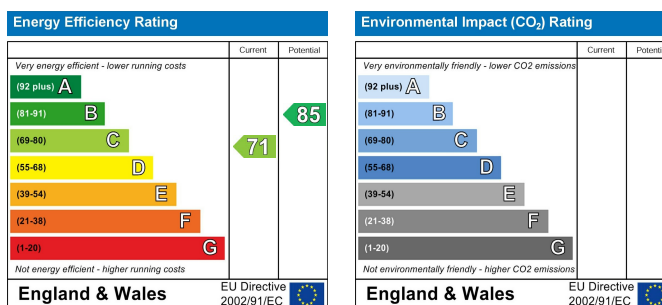 Energy Efficiency Rating
Current Potential
Very energy efficient - lower running costs
(92 plus) A
(81-91) B
85
(69-80) C
71
(55-68) D
(39-54) E
(21-38) F
(1-20) G
Not energy efficient - higher running costs
England & Wales
EU Directive
2002/91/EC
Environmental Impact (CO₂) Rating
Current Potential
Very environmentally friendly - lower CO2 emissions
(92 plus) A
(81-91) B
(69-80) C
(55-68) D
(39-54) E
(21-38) F
(1-20) G
Not environmentally friendly - higher CO2 emissions
England & Wales
EU Directive
2002/91/EC